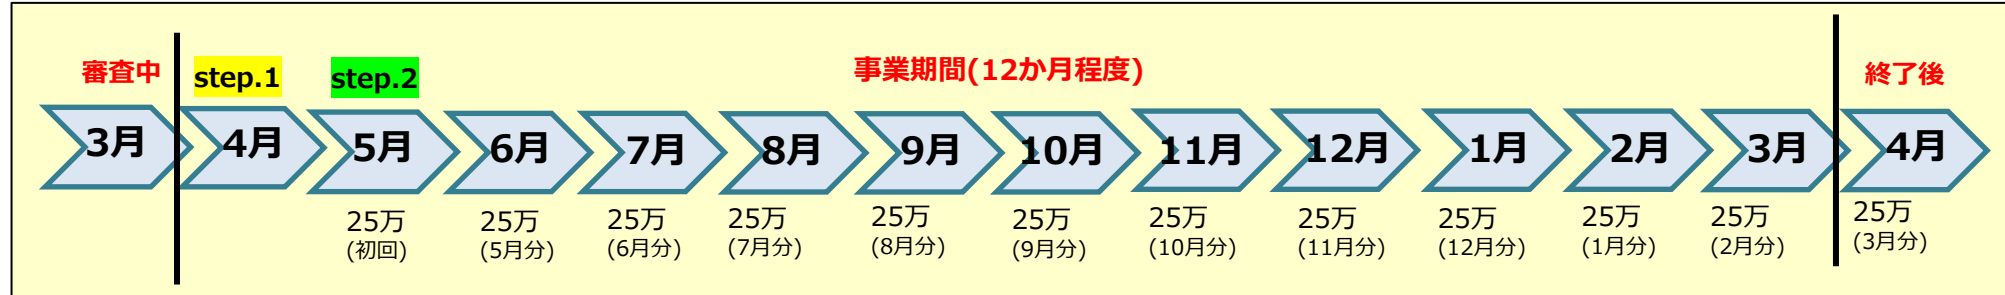 審査中
step.1
step.2
事業期間(12か月程度)
終了後
3月
4月
5月
6月
7月
8月
9月
10月
11月
12月
1月
2月
3月
4月
25万
(初回)
25万
(5月分)
25万
(6月分)
25万
(7月分)
25万
(8月分)
25万
(9月分)
25万
(10月分)
25万
(11月分)
25万
(12月分)
25万
(1月分)
25万
(2月分)
25万
(3月分)